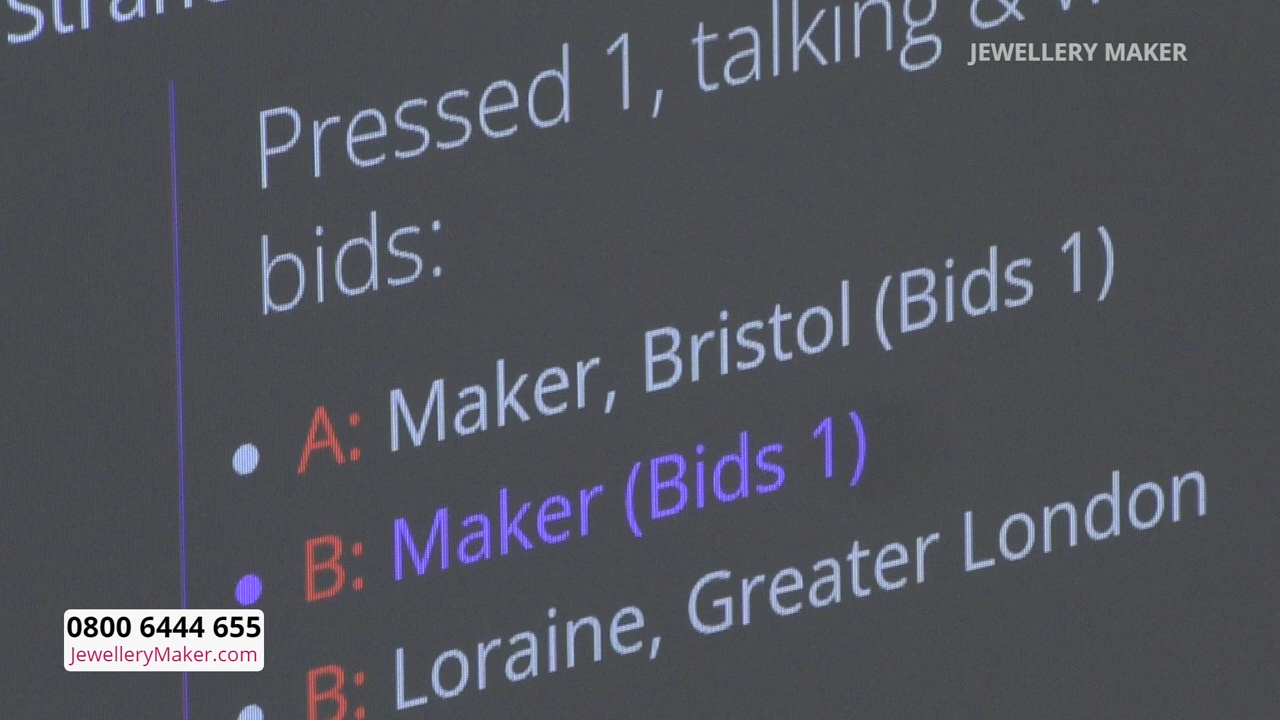 Pressed 1, talking &
JEWELLERY MAKER
bids:
A: Maker, Bristol (Bids 1)
B: Maker (Bids 1)
B: Loraine, Greater London
0800 6444 655
JewelleryMaker.com